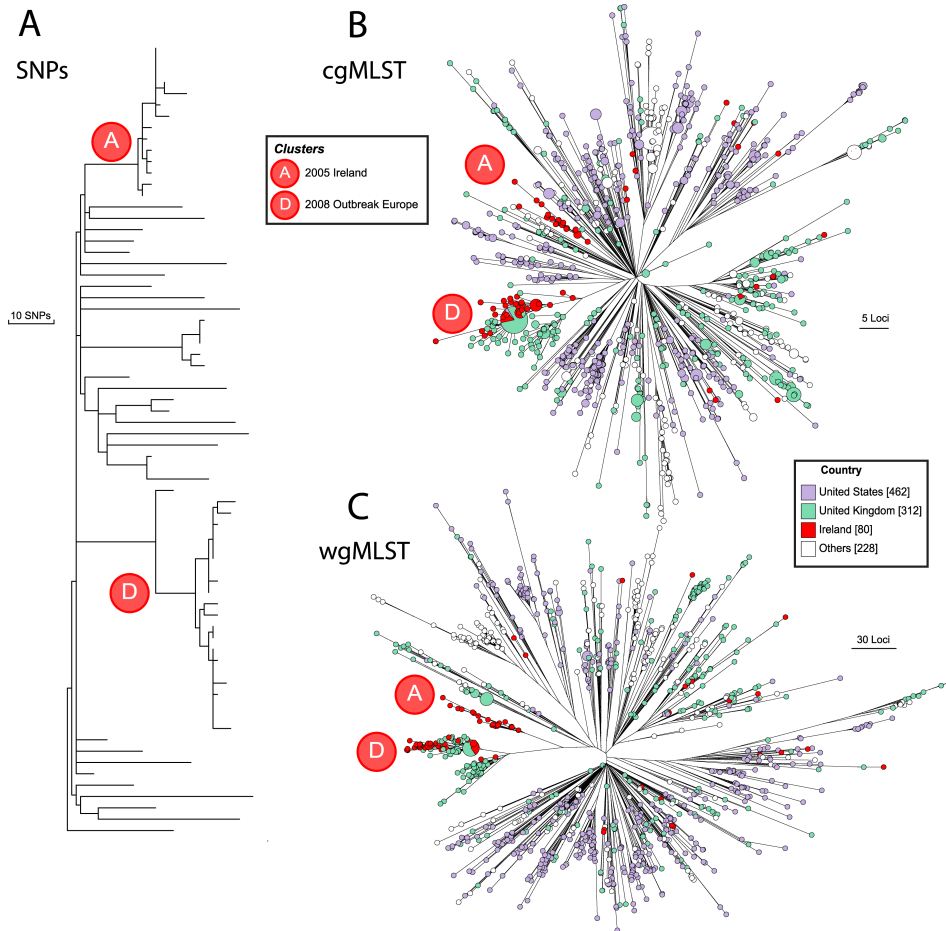 A
SNPs
A
10 SNPs
D
Clusters
A 2005 Ireland
D 2008 Outbreak Europe
B
cgMLST
A
D
5 Loci
Country
United States [462]
United Kingdom [312]
Ireland [80]
Others [228]
C
wgMLST
30 Loci
A
D